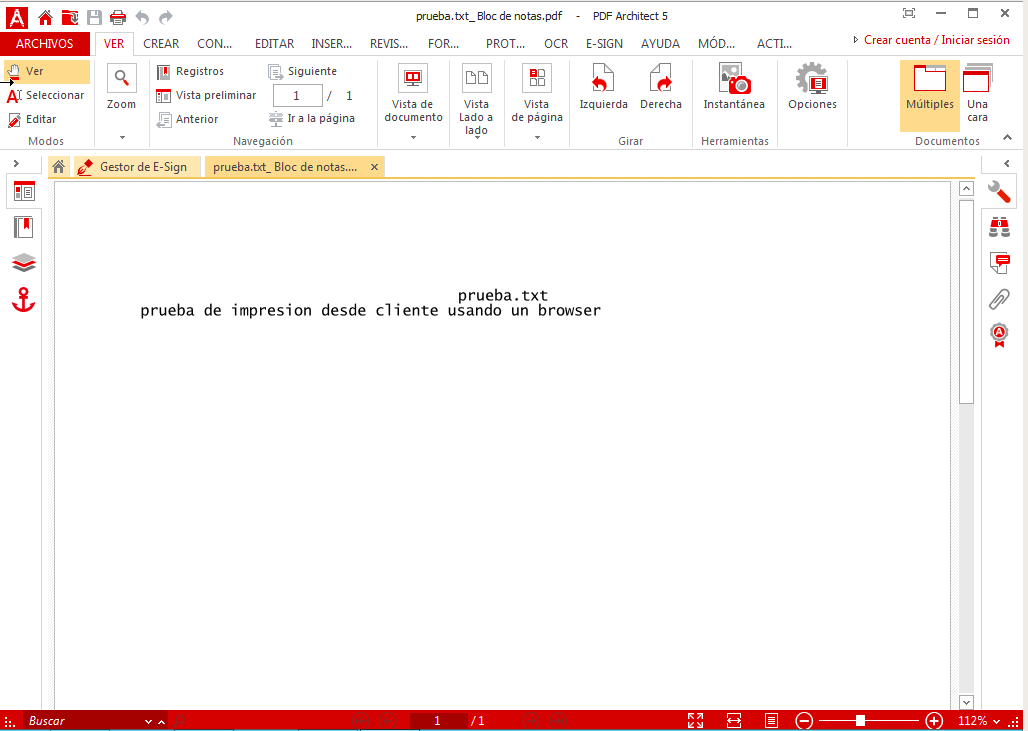 prueba.txt_ Bloc de notas.pdf - PDF Architect 5
ARCHIVOS VER CREAR CON... EDITAR INSER... REVIS... FOR... PROT... OCR E-SIGN AYUDA MÓD... ACTI... Crear cuenta / Iniciar sesión
Ver
Seleccionar
Editar
Modos
Zoom
Registros
Vista preliminar
Anterior
Siguiente
1 / 1
Ir a la página
Navegación
Vista de
documento
Vista
Lado a
lado
Vista
de página
Izquierda
Derecha
Girar
Instantánea
Herramientas
Opciones
Múltiples
Una
cara
Documentos
Gestor de E-Sign
prueba.txt_ Bloc de notas....
prueba.txt
prueba de impresion desde cliente usando un browser
Buscar
1 / 1
112%